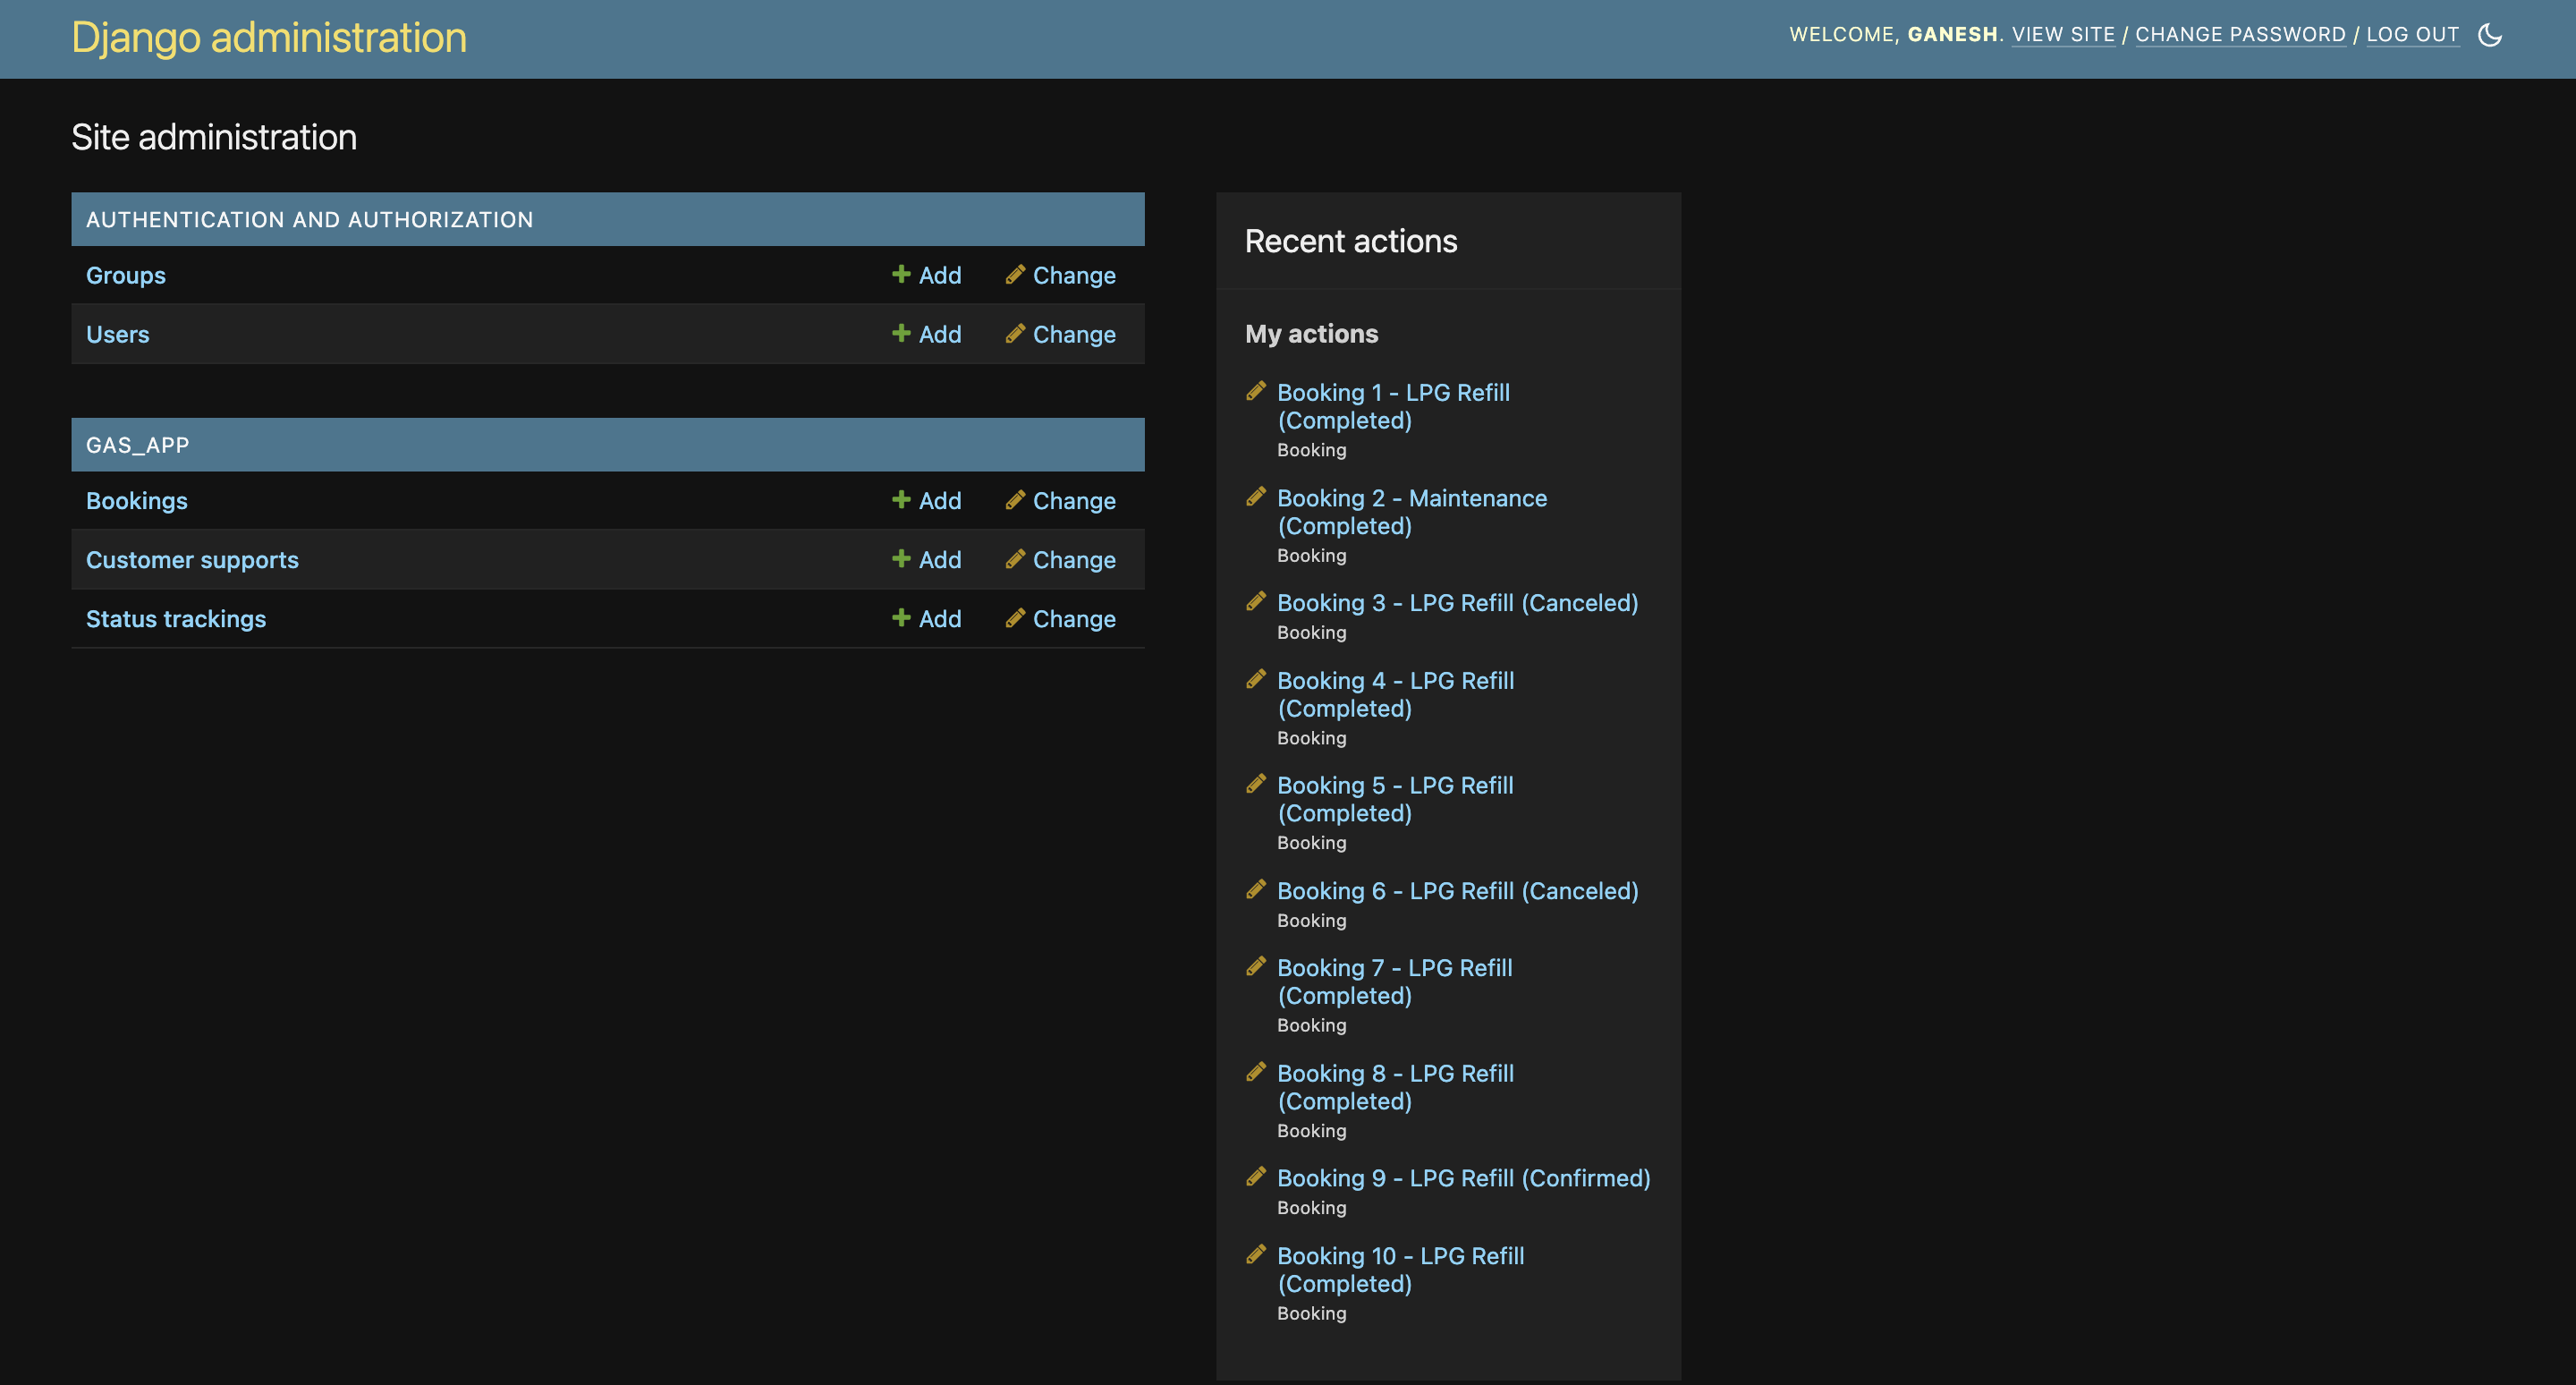 Django administration
WELCOME, GANESH. VIEW SITE / CHANGE PASSWORD / LOG OUT
Site administration
AUTHENTICATION AND AUTHORIZATION
Groups Add Change
Users Add Change
GAS_APP
Bookings Add Change
Customer supports Add Change
Status trackings Add Change
Recent actions
My actions
Booking 1 - LPG Refill
(Completed)
Booking
Booking 2 - Maintenance
(Completed)
Booking
Booking 3 - LPG Refill (Canceled)
Booking
Booking 4 - LPG Refill
(Completed)
Booking
Booking 5 - LPG Refill
(Completed)
Booking
Booking 6 - LPG Refill (Canceled)
Booking
Booking 7 - LPG Refill
(Completed)
Booking
Booking 8 - LPG Refill
(Completed)
Booking
Booking 9 - LPG Refill (Confirmed)
Booking
Booking 10 - LPG Refill
(Completed)
Booking